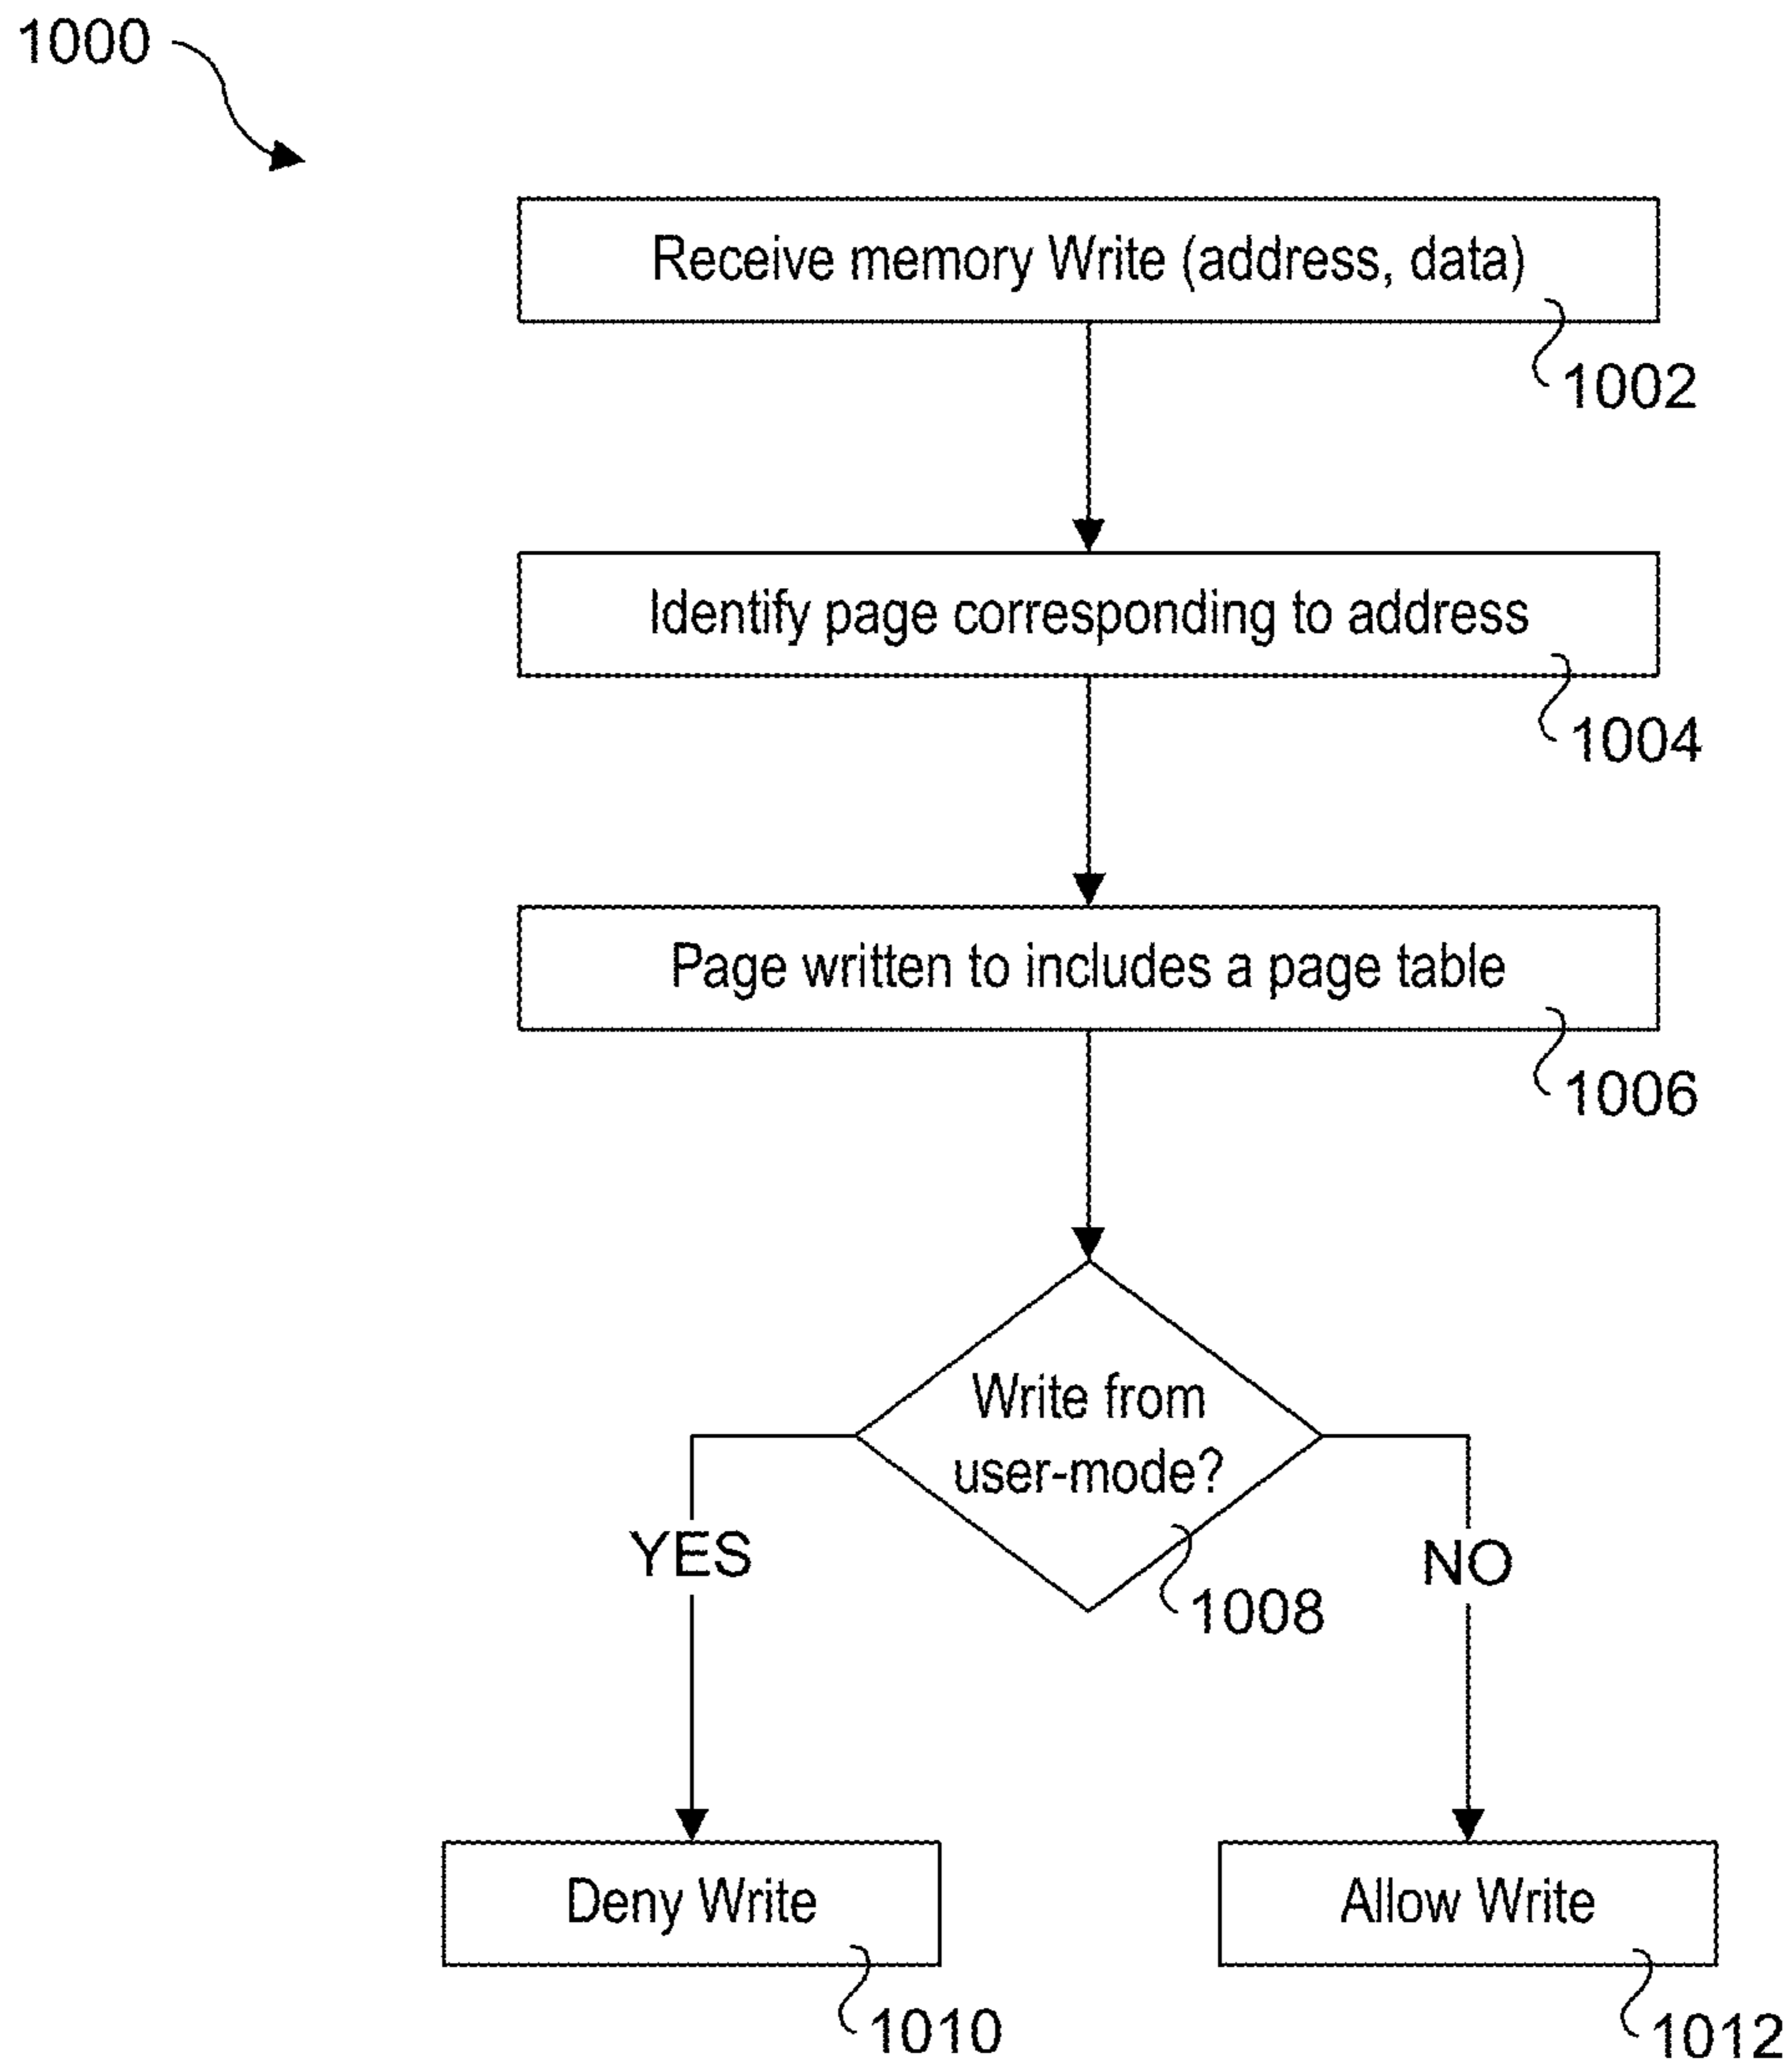 1000
Receive memory Write (address, data)
1002
Identify page corresponding to address
1004
Page written to includes a page table
1006
Write from
user-mode?
YES
NO
1008
Deny Write
Allow Write
1010
1012